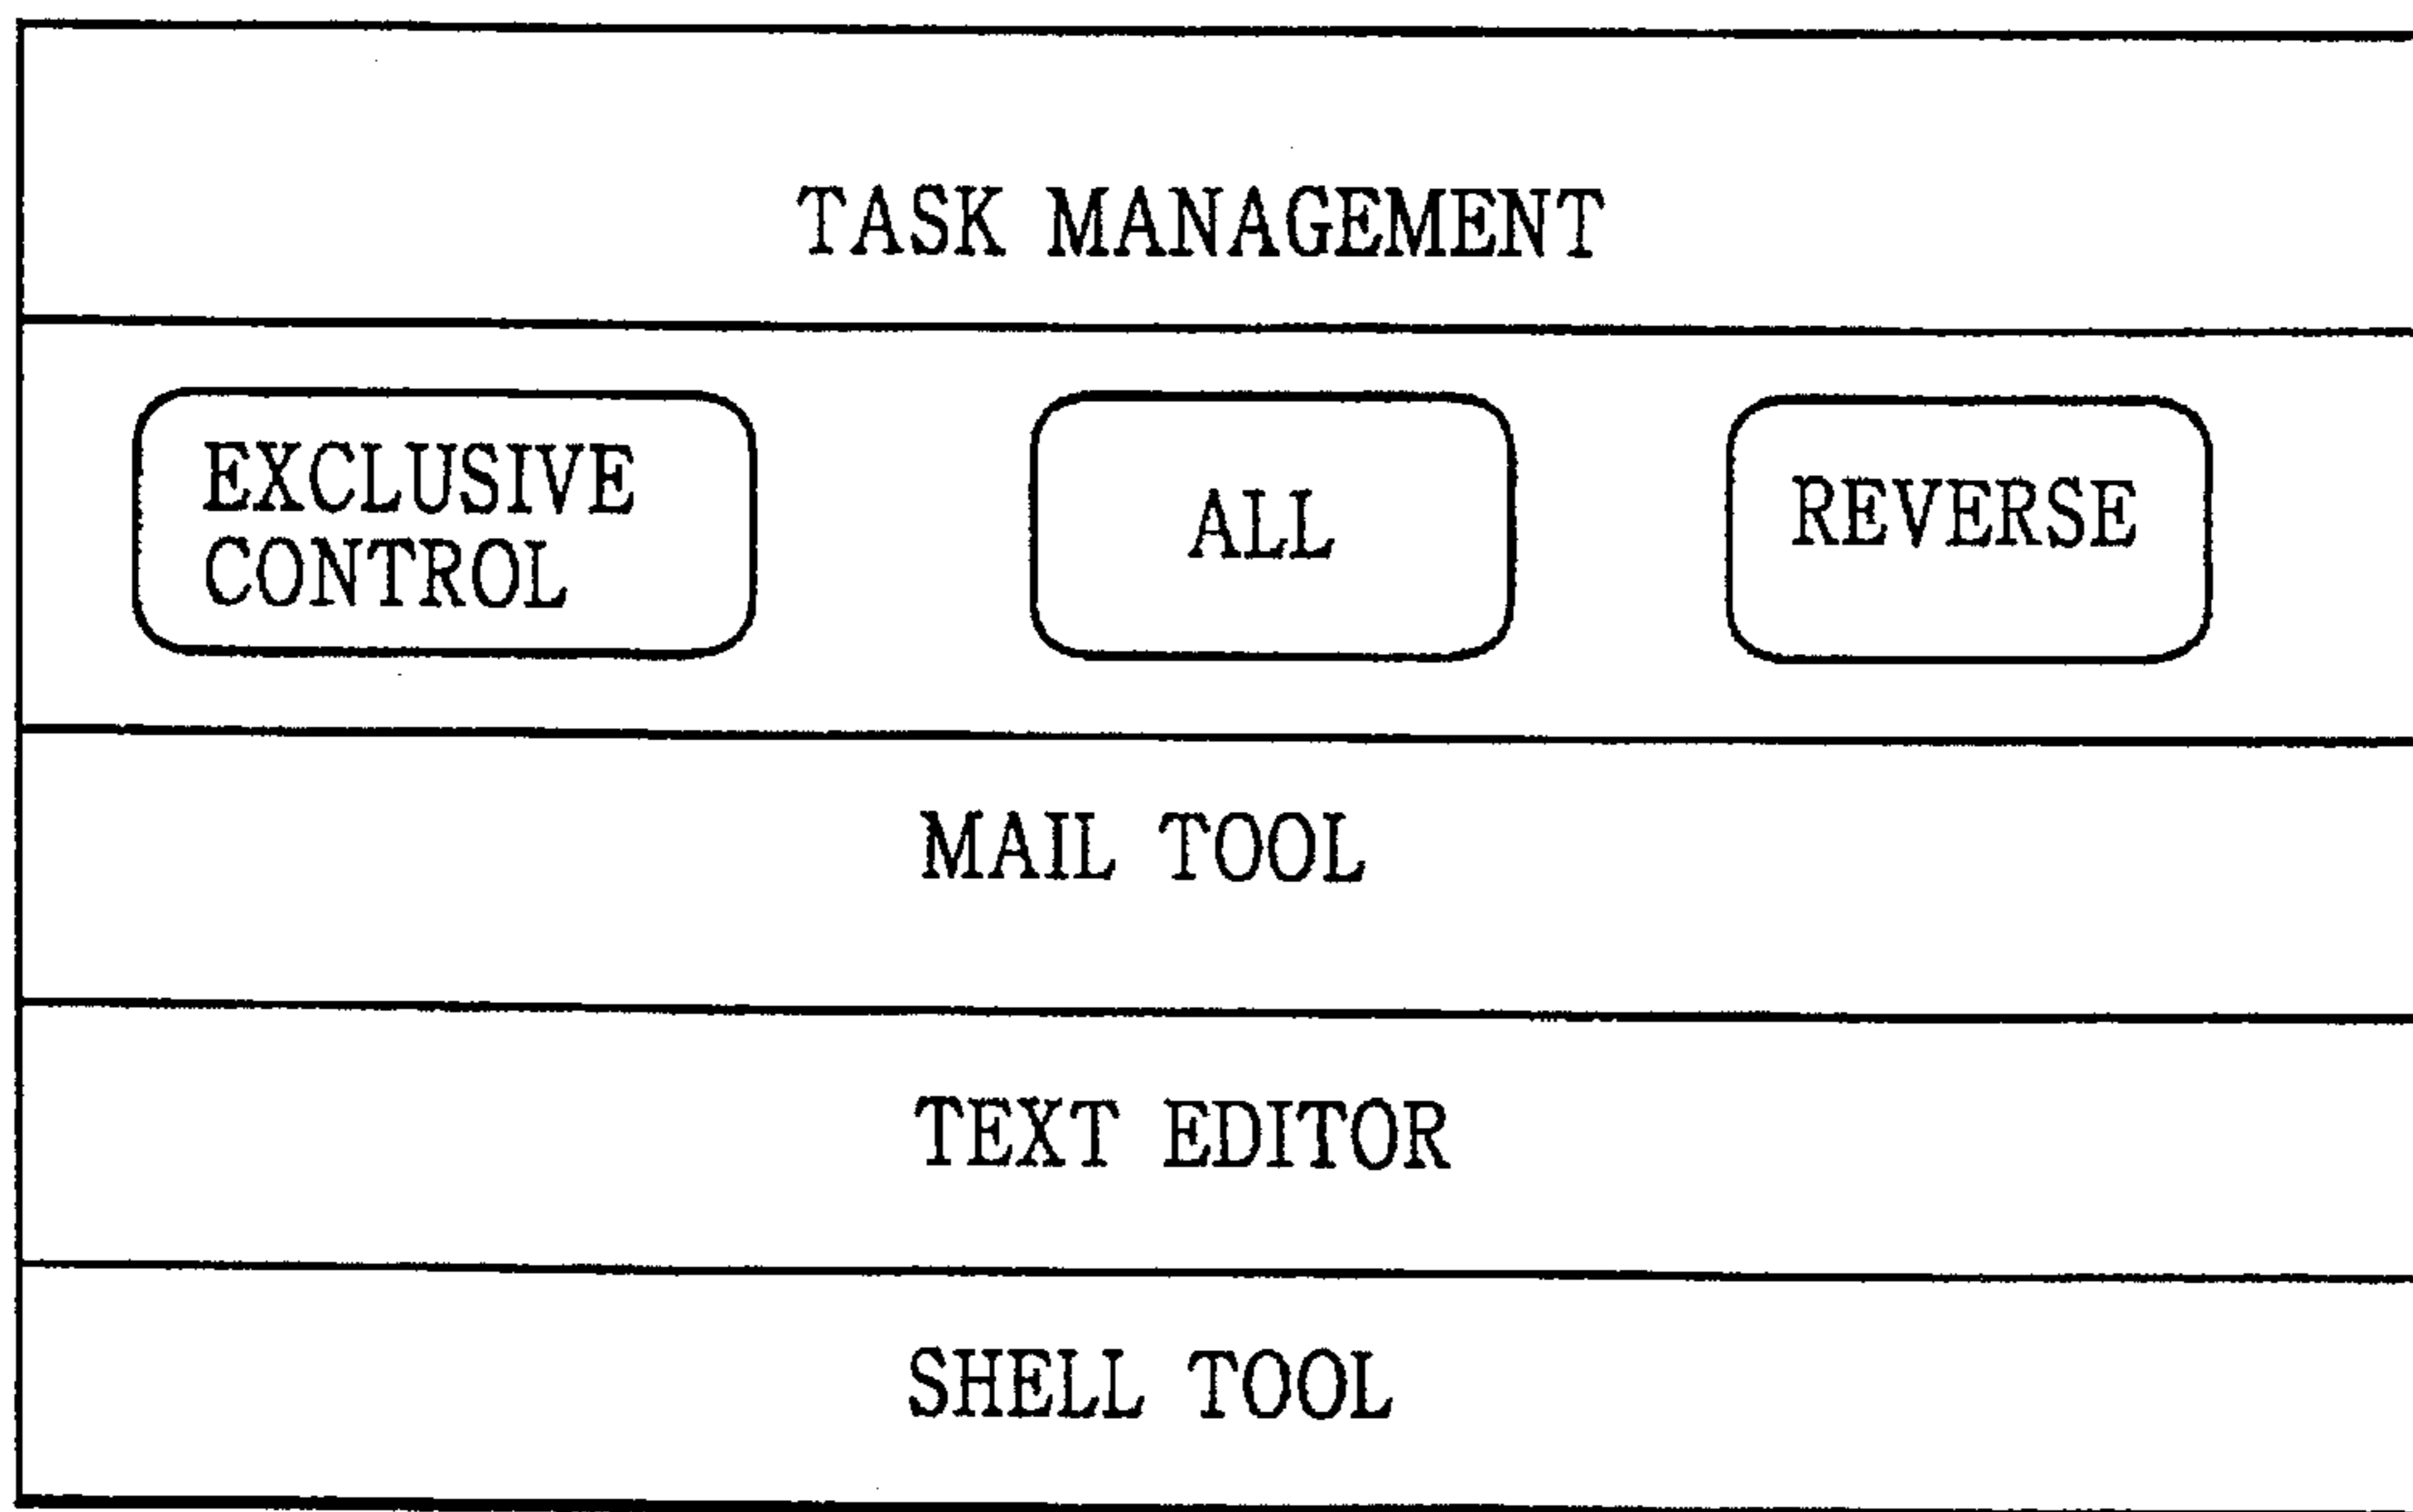 TASK MANAGEMENT
EXCLUSIVE
CONTROL
ALL
REVERSE
MAIL TOOL
TEXT EDITOR
SHELL TOOL